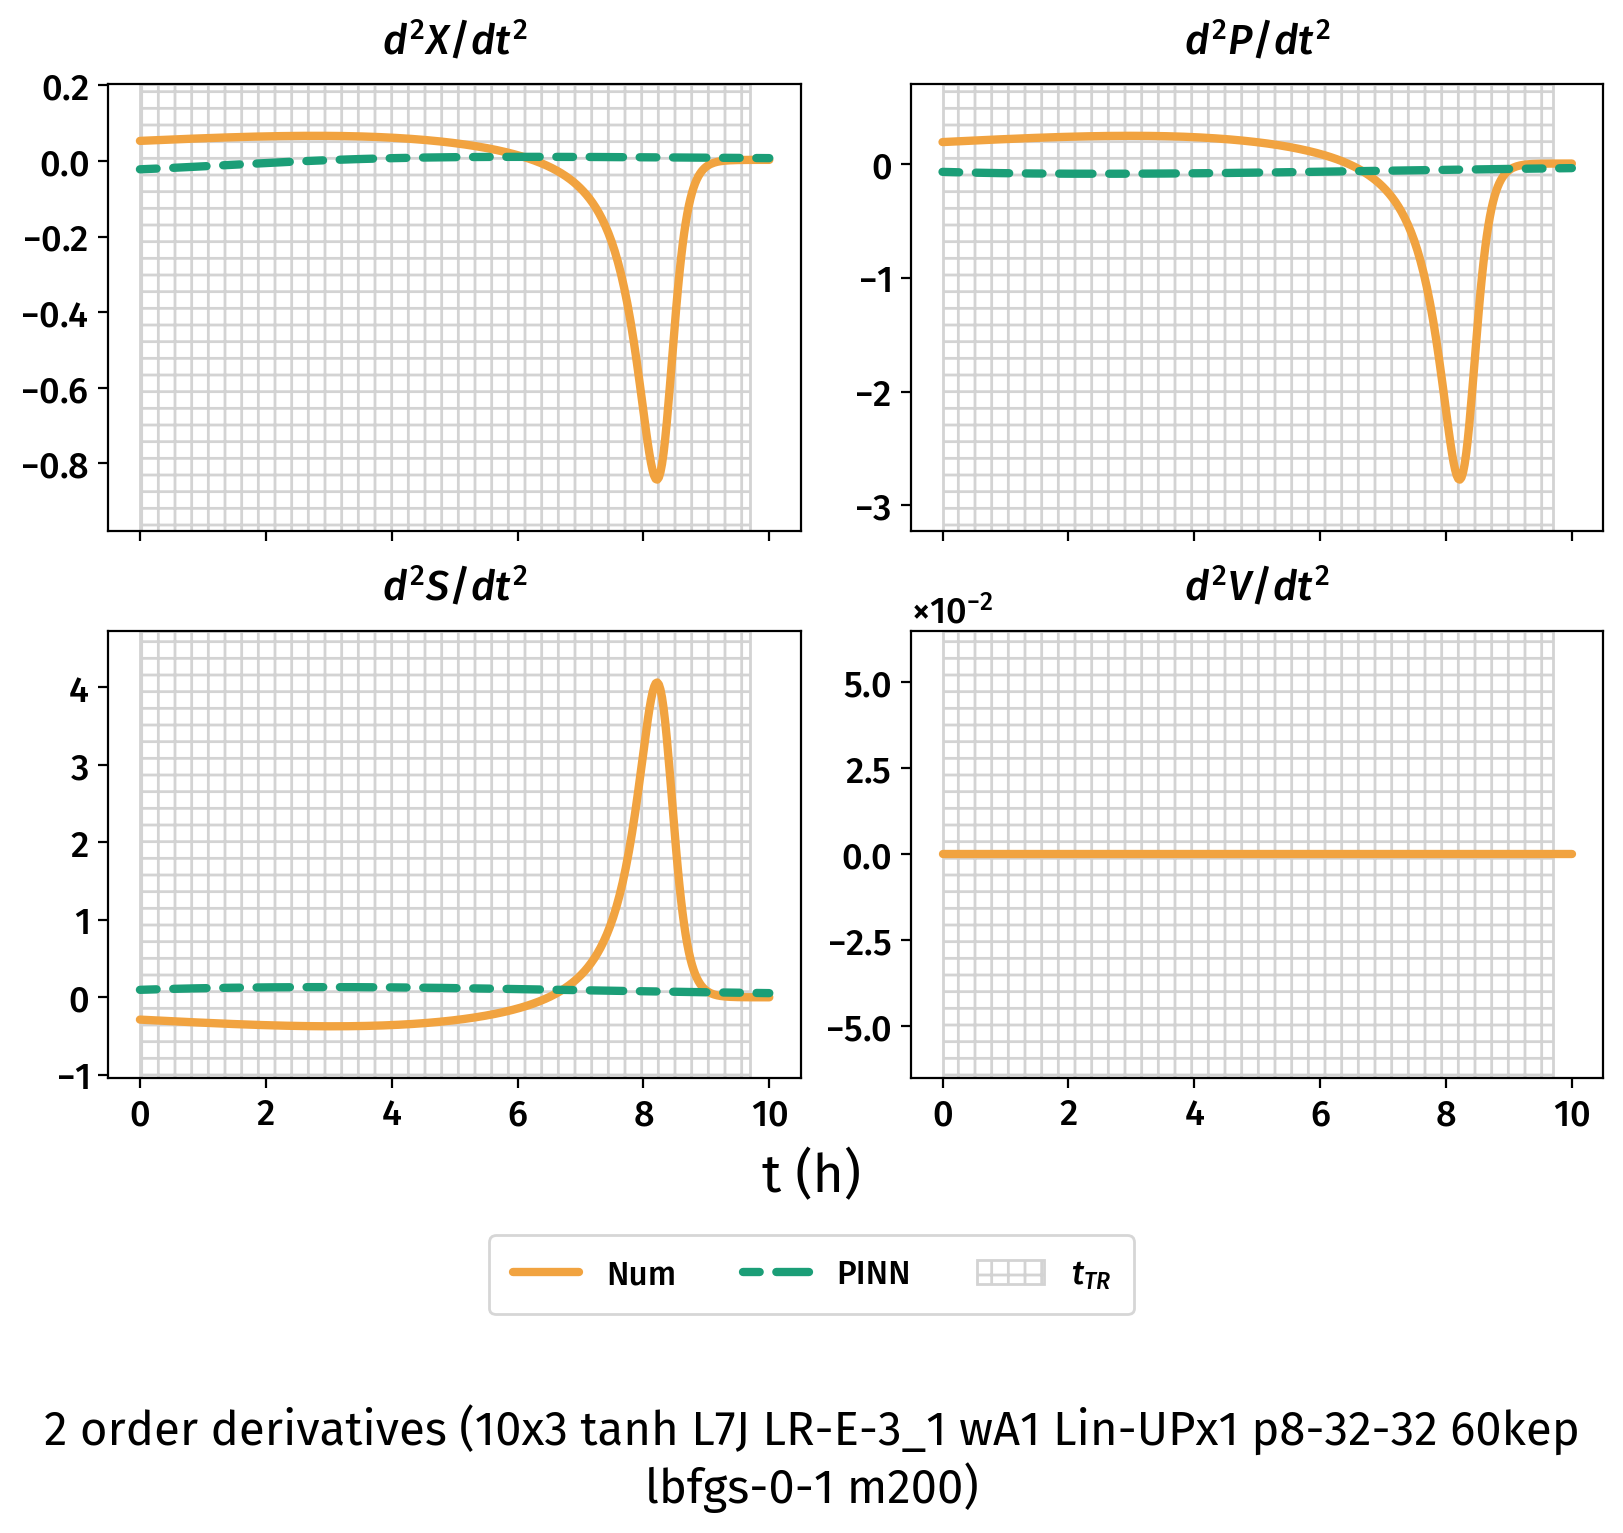 d²X/dt²
d²P/dt²
0.2
0.0
−0.2
−0.4
−0.6
−0.8
0
−1
−2
−3
d²S/dt²
d²V/dt²
×10⁻²
4
3
2
1
0
−1
5.0
2.5
0.0
−2.5
−5.0
0 2 4 6 8 10
0 2 4 6 8 10
t (h)
Num PINN t_TR
2 order derivatives (10x3 tanh L7J LR-E-3_1 wA1 Lin-UPx1 p8-32-32 60kep
lbfgs-0-1 m200)